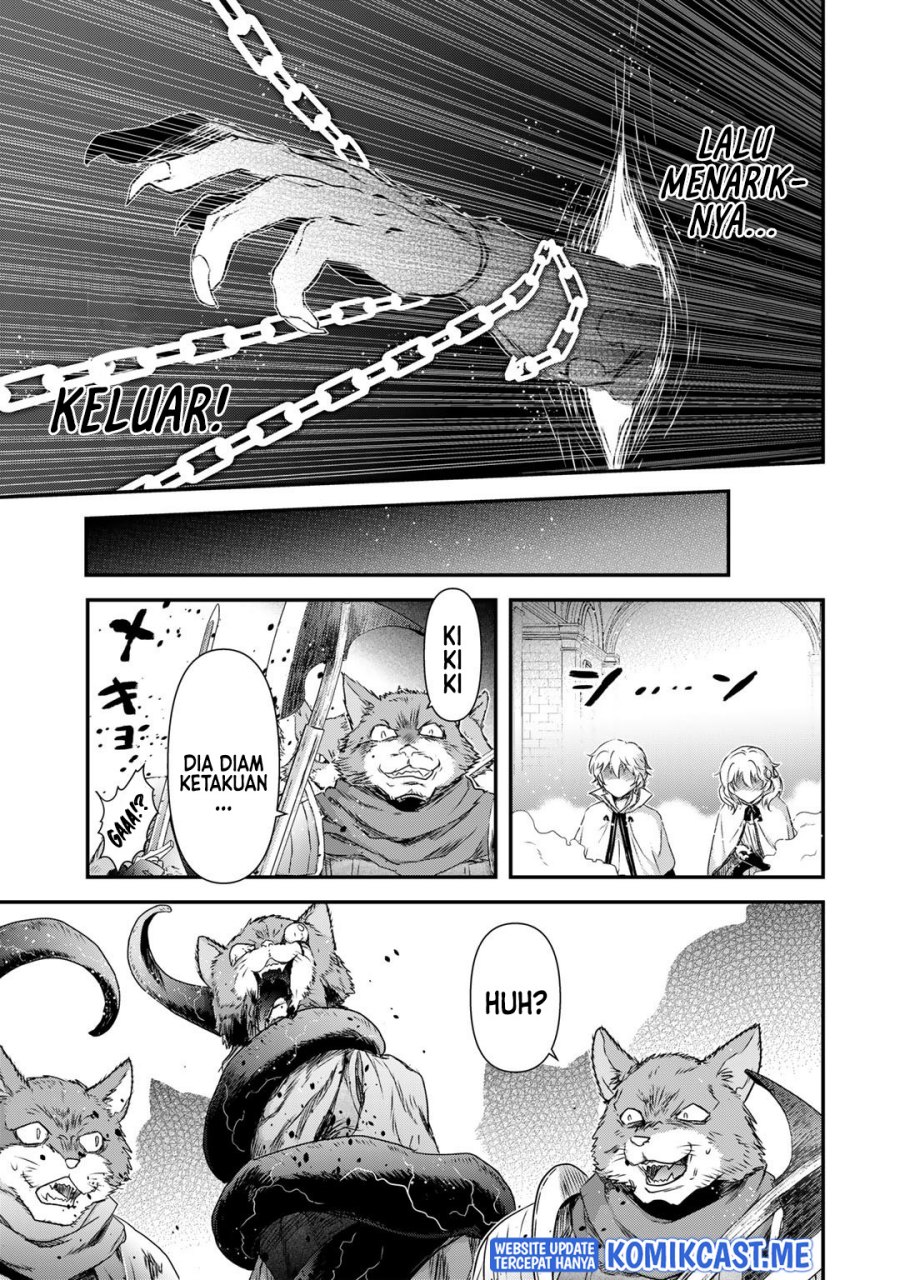 LALU
MENARIK-
NYA...
KELUAR!
シ....ン
KI
KI
KI
DIA DIAM
KETAKUAN
...
メキョ
GAAA!?
HUH?
WEBSITE UPDATE
TERCEPAT HANYA
KOMIKCAST.ME